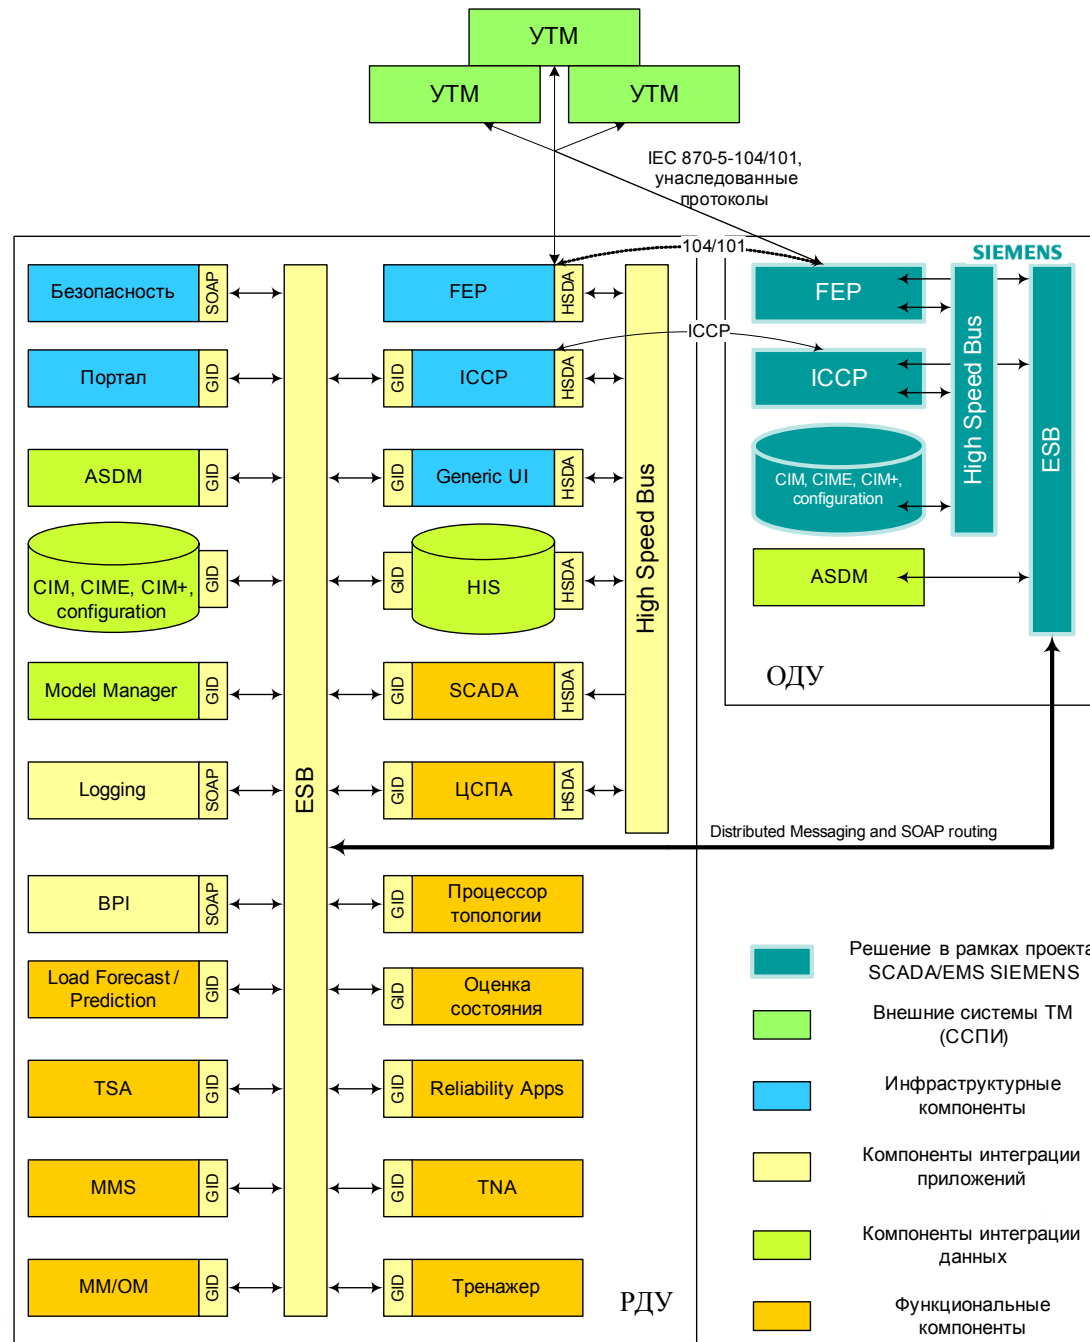 УТМ
УТМ
УТМ
IEC 870-5-104/101,
унаследованные
протоколы
104/101
SIEMENS
Безопасность
SOAP
FEP
HSDA
FEP
ICCP
Портал
GID
GID
ICCP
HSDA
ICCP
ASDM
GID
GID
Generic UI
HSDA
CIM, CIME, CIM+,
configuration
High Speed Bus
ESB
CIM, CIME, CIM+,
configuration
GID
GID
HIS
HSDA
High Speed Bus
ASDM
Model Manager
GID
GID
SCADA
HSDA
ОДУ
Logging
SOAP
ESB
GID
ЦСПА
HSDA
Distributed Messaging and SOAP routing
BPI
SOAP
GID
Процессор
топологии
Load Forecast /
Prediction
GID
GID
Оценка
состояния
TSA
GID
GID
Reliability Apps
MMS
GID
GID
TNA
MM/OM
GID
GID
Тренажер
РДУ
Решение в рамках проекта
SCADA/EMS SIEMENS
Внешние системы ТМ
(ССПИ)
Инфраструктурные
компоненты
Компоненты интеграции
приложений
Компоненты интеграции
данных
Функциональные
компоненты